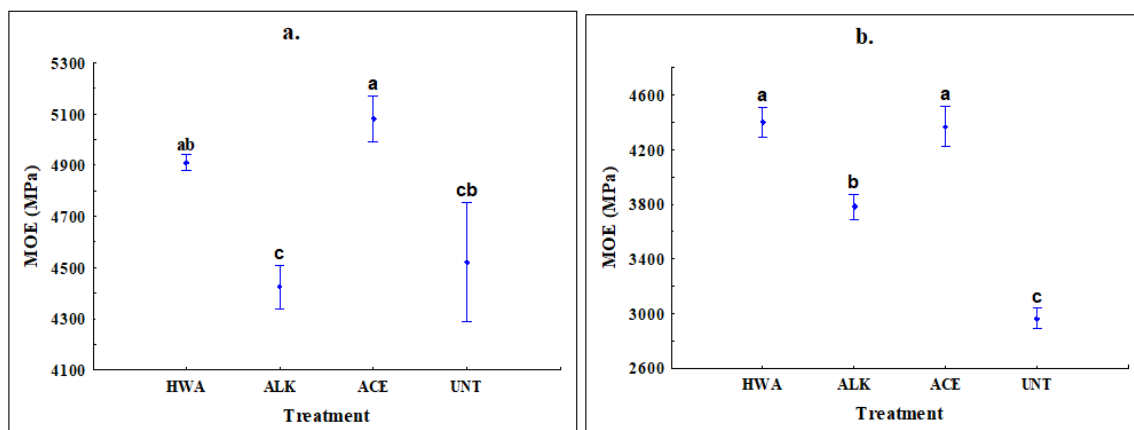 a.
MOE (MPa)
5300
5100
4900
4700
4500
4300
4100
ab
c
a
cb
HWA ALK ACE UNT
Treatment
b.
MOE (MPa)
4600
4200
3800
3400
3000
2600
a
b
a
c
HWA ALK ACE UNT
Treatment